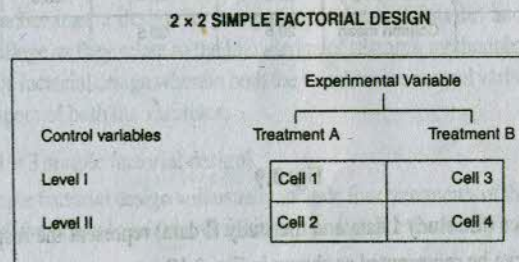 2 × 2 SIMPLE FACTORIAL DESIGN
Experimental Variable
Control variables Treatment A Treatment B
Level I Cell 1 Cell 3
Level II Cell 2 Cell 4